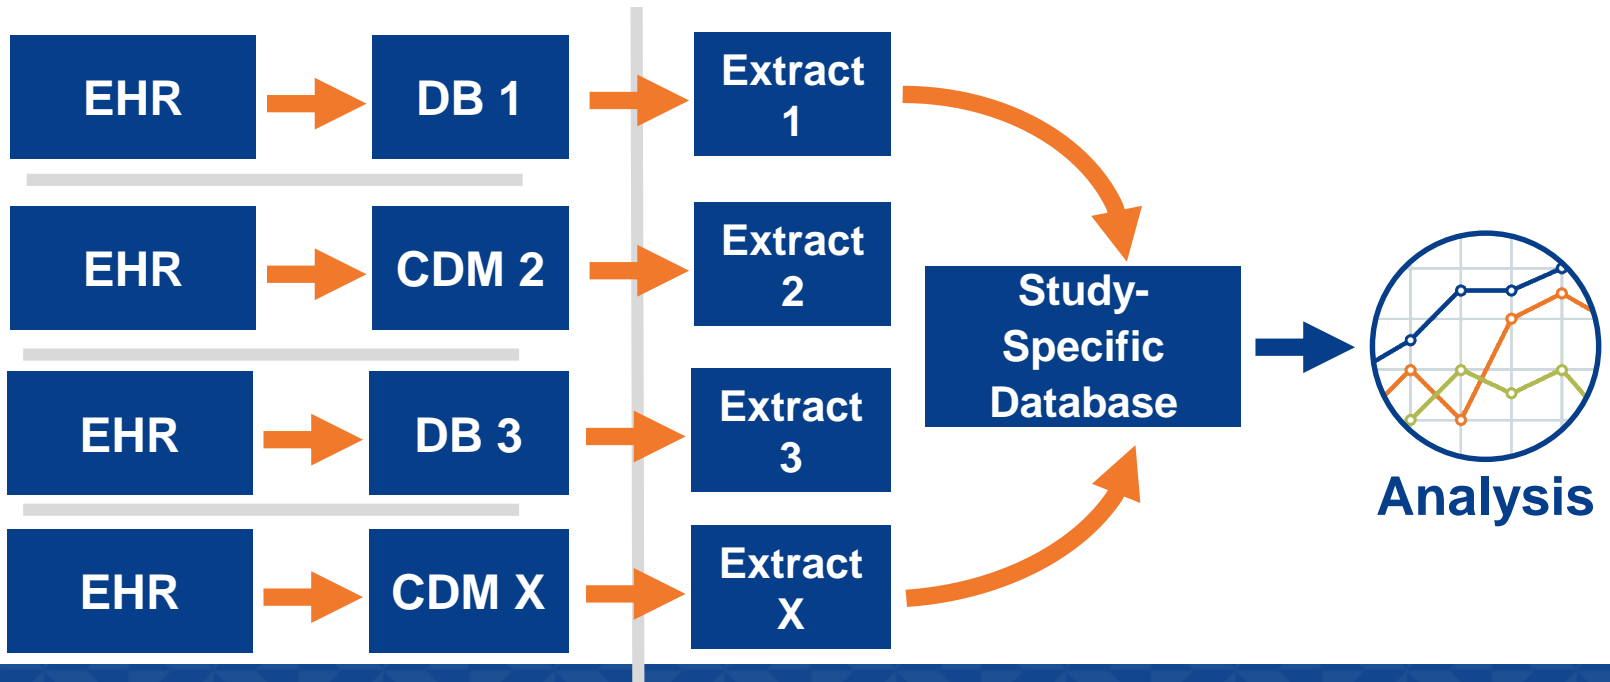 EHR
DB 1
Extract
1
EHR
CDM 2
Extract
2
Study-
Specific
Database
EHR
DB 3
Extract
3
Analysis
EHR
CDM X
Extract
X